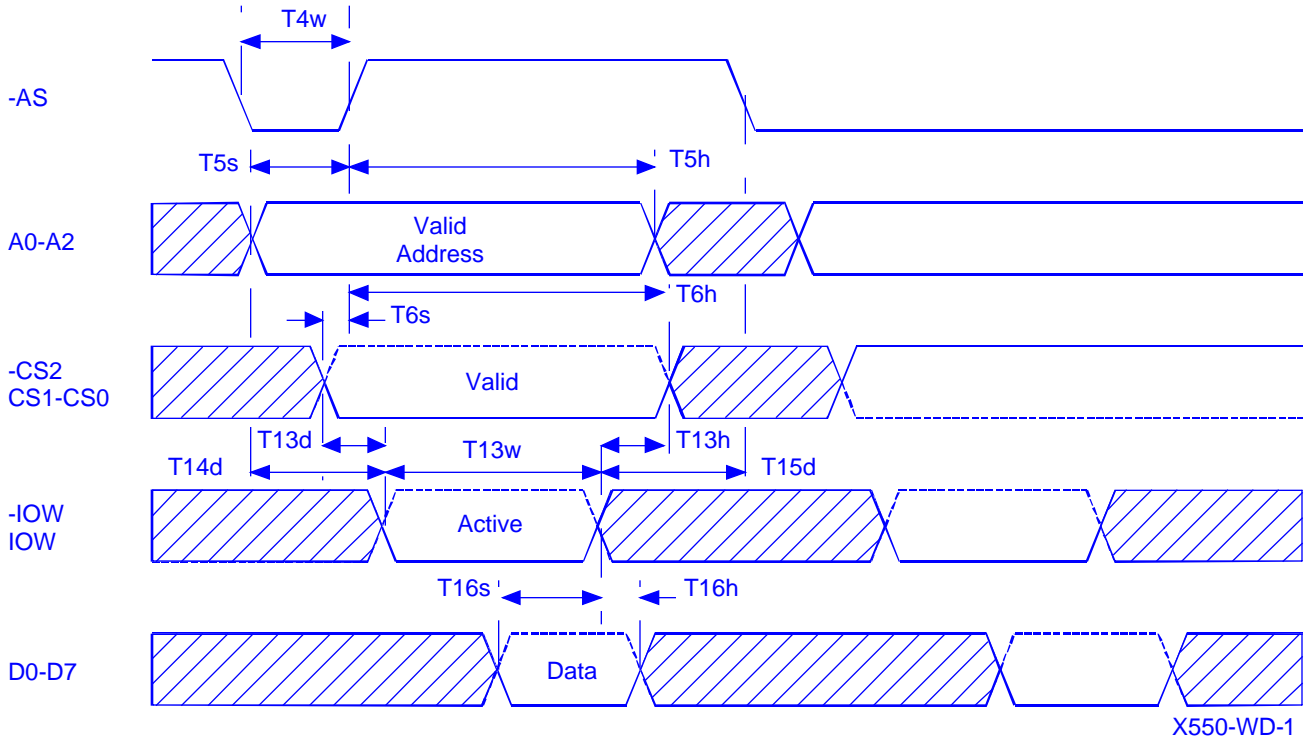 T4w
-AS
T5s
T5h
A0-A2
Valid
Address
T6h
T6s
-CS2
CS1-CS0
Valid
T13d
T13w
T13h
T14d
T15d
-IOW
IOW
Active
T16s
T16h
D0-D7
Data
X550-WD-1